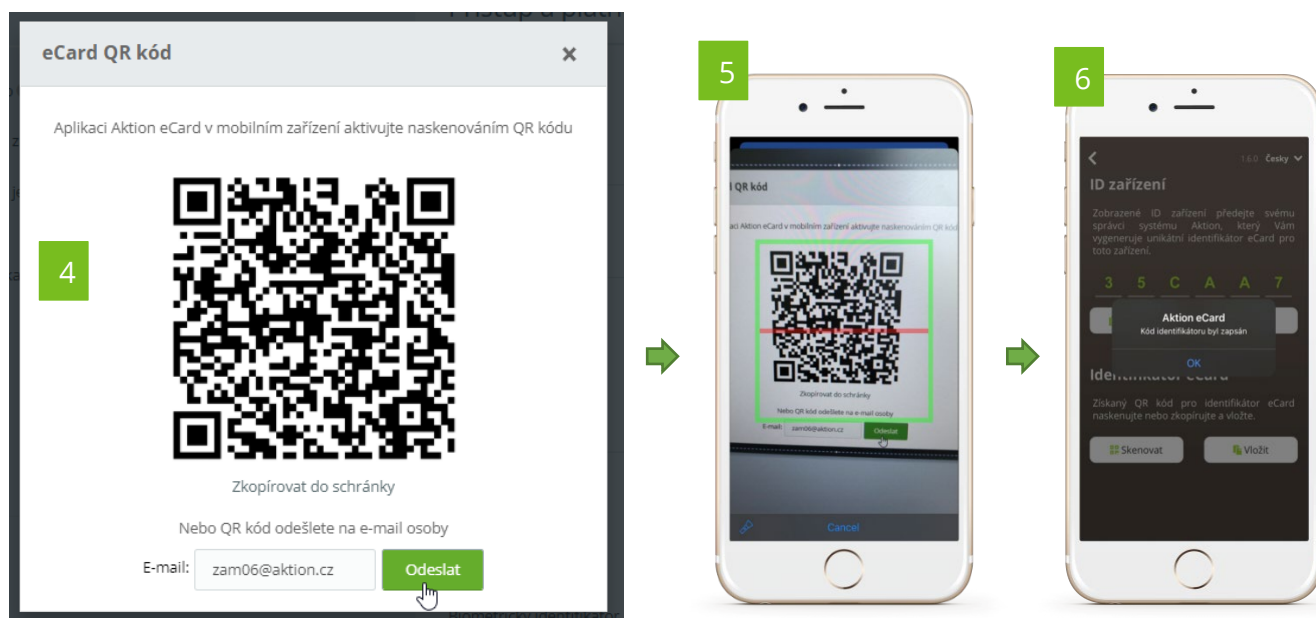 eCard QR kód
Aplikaci Aktion eCard v mobilním zařízení aktivujte naskenováním QR kódu
4
Zkopírovat do schránky
Nebo QR kód odešlete na e-mail osoby
E-mail:
zam06@aktion.cz
Odeslat
Biometrický identifikátor
5
QR kód
Aktion eCard v mobilním zařízení aktivujte naskenováním QR kód
Zkopírovat do schránky
Nebo QR kód odešlete na e-mail osoby
E-mail:
zam06@aktion.cz
Odeslat
Cancel
6
1.6.0 Česky
ID zařízení
Zobrazené ID zařízení předejte svému
správci systému Aktion, který Vám
vygeneruje unikátní identifikátor eCard pro
toto zařízení.
3 5 C A A 7
Aktion eCard
Kód identifikátoru byl zapsán
OK
Identifikátor eCard
Získaný QR kód pro identifikátor eCard
naskenujte nebo zkopírujte a vložte.
Skenovat
Vložit